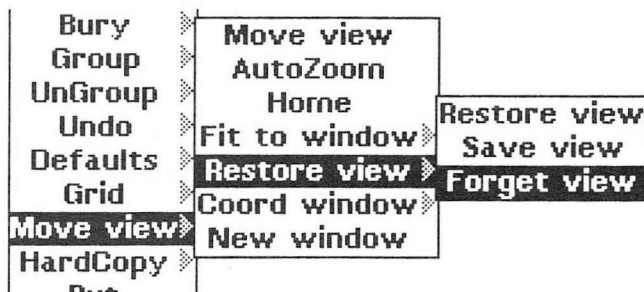 Bury
Group
UnGroup
Undo
Defaults
Grid
Move view
HardCopy
Move view
AutoZoom
Home
Fit to window
Restore view
Coord window
New window
Restore view
Save view
Forget view